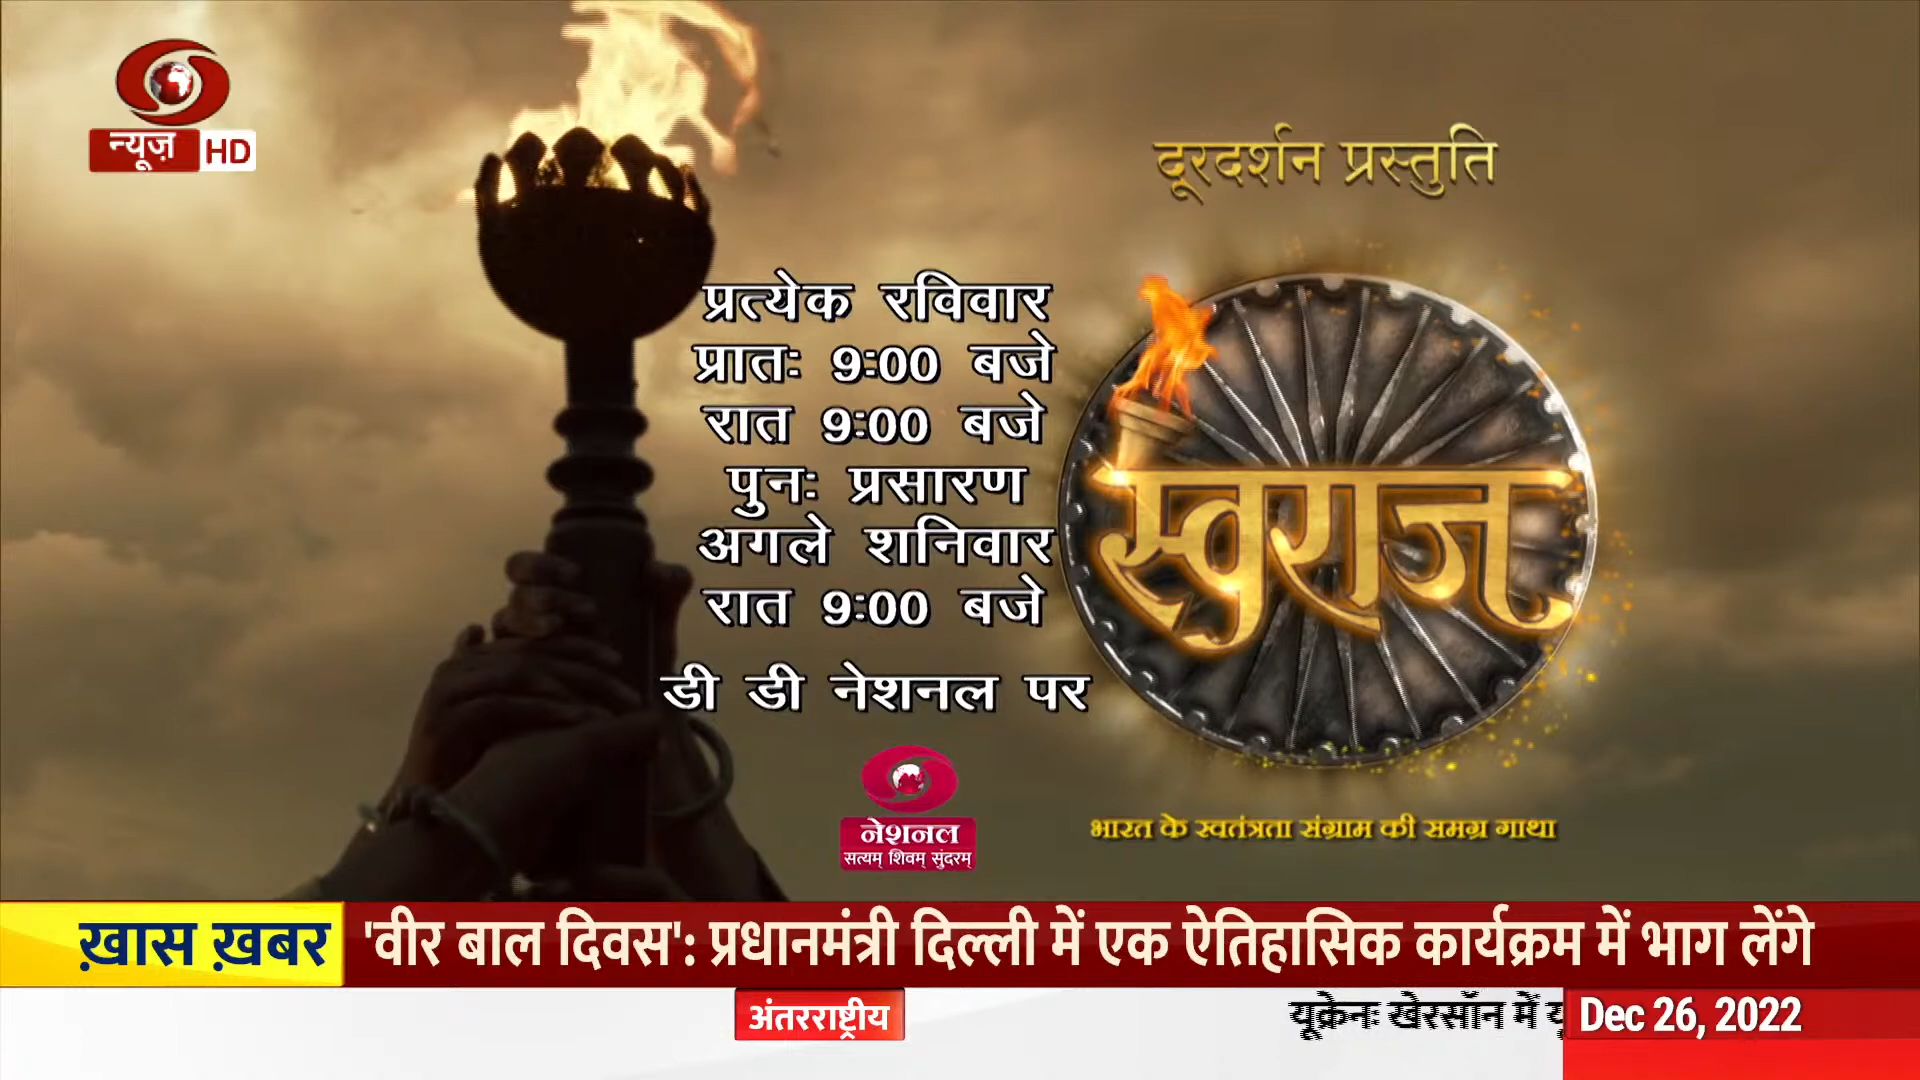 न्यूज़ HD
दूरदर्शन प्रस्तुति
प्रत्येक रविवार
प्रातः 9:00 बजे
रात 9:00 बजे
पुनः प्रसारण
अगले शनिवार
रात 9:00 बजे
डी डी नेशनल पर
स्वराज
नेशनल
सत्यम् शिवम् सुंदरम्
भारत के स्वतंत्रता संग्राम की समग्र गाथा
ख़ास ख़बर 'वीर बाल दिवस': प्रधानमंत्री दिल्ली में एक ऐतिहासिक कार्यक्रम में भाग लेंगे
अंतरराष्ट्रीय यूक्रेनः खेरसॉन में Dec 26, 2022